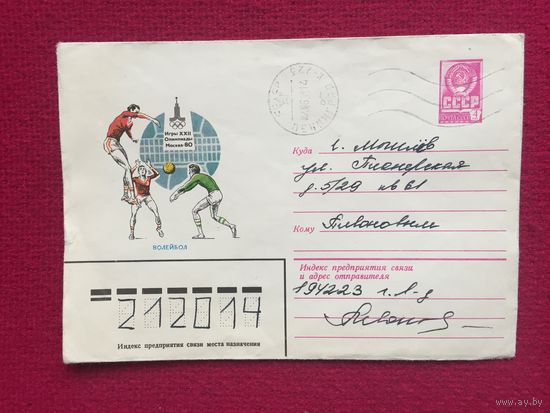 СССР
Игры XXII
Олимпиады
Москва-80
ВОЛЕЙБОЛ
Куда г. Могилёв
ул.
д. 5/29 кв 61
Кому
Индекс предприятия связи
и адрес отправителя
194223 г. Л-д
212014
Индекс предприятия связи места назначения
www.ay.by